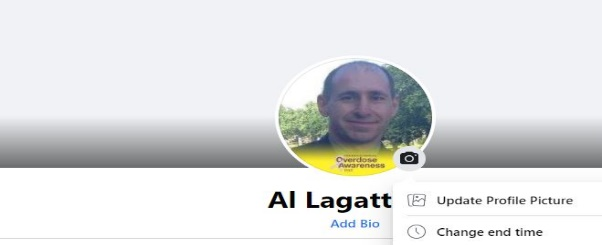 Overdose
Awareness
Al Lagatt
Add Bio
Update Profile Picture
Change end time